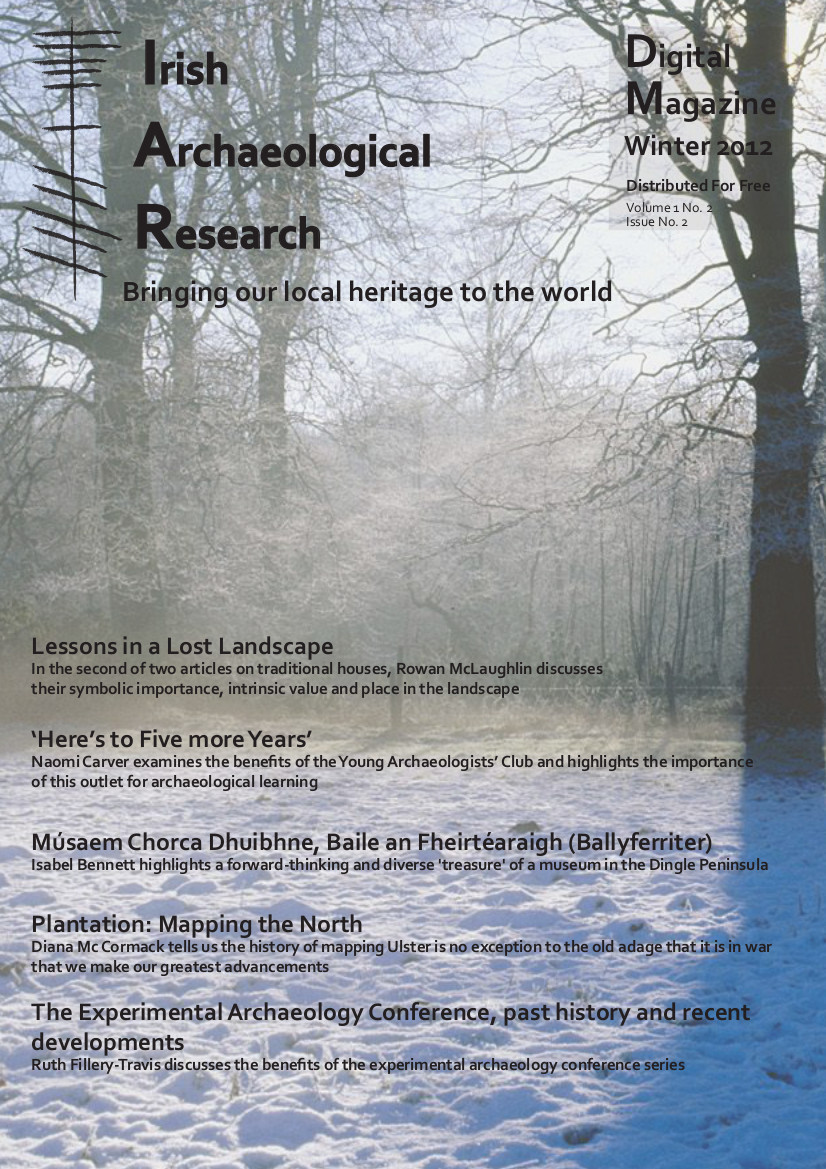 Irish
Archaeological
Research
Bringing our local heritage to the world
Digital
Magazine
Winter 2012
Distributed For Free
Volume 1 No. 2
Issue No. 2
Lessons in a Lost Landscape
In the second of two articles on traditional houses, Rowan McLaughlin discusses
their symbolic importance, intrinsic value and place in the landscape
‘Here’s to Five more Years’
Naomi Carver examines the benefits of the Young Archaeologists’ Club and highlights the importance
of this outlet for archaeological learning
Músaem Chorca Dhuibhne, Baile an Fheirtéaraigh (Ballyferriter)
Isabel Bennett highlights a forward-thinking and diverse 'treasure' of a museum in the Dingle Peninsula
Plantation: Mapping the North
Diana Mc Cormack tells us the history of mapping Ulster is no exception to the old adage that it is in war
that we make our greatest advancements
The Experimental Archaeology Conference, past history and recent
developments
Ruth Fillery-Travis discusses the benefits of the experimental archaeology conference series